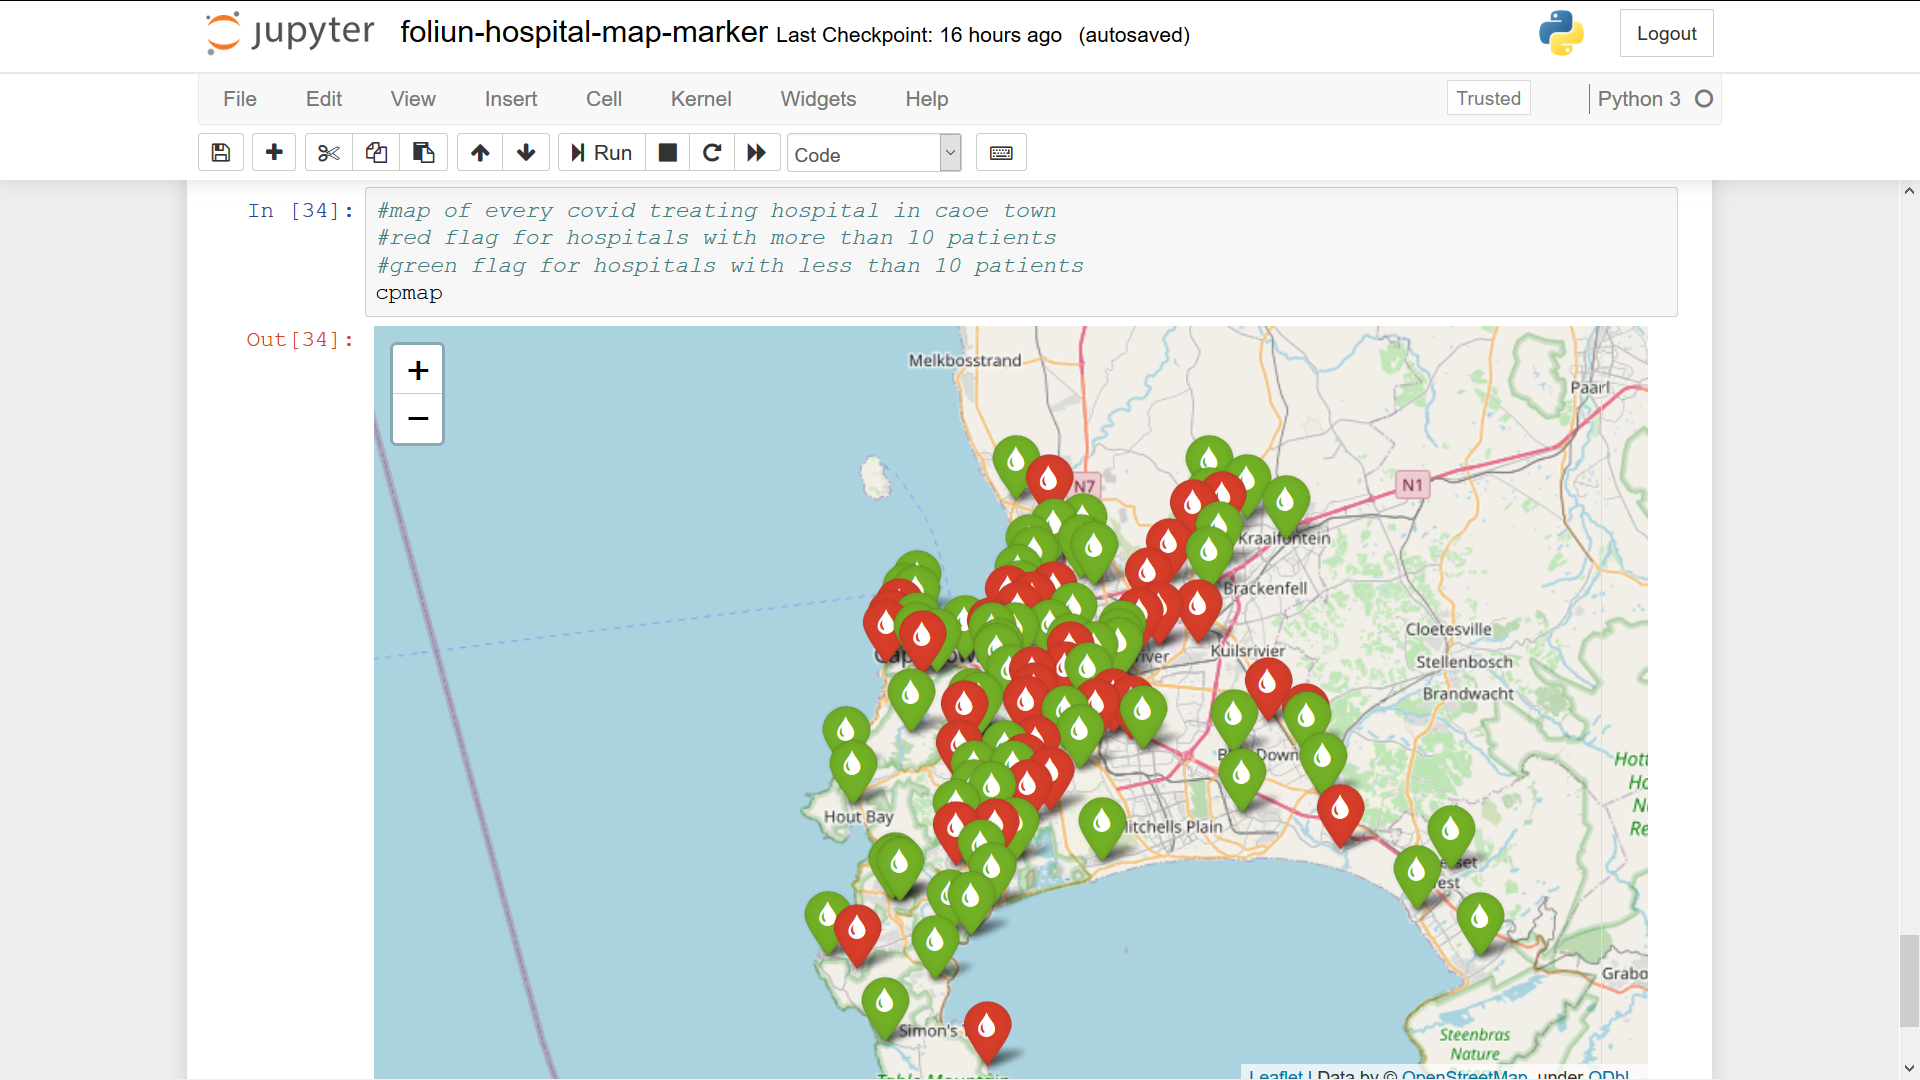 jupyter foliun-hospital-map-marker Last Checkpoint: 16 hours ago (autosaved) Logout
File Edit View Insert Cell Kernel Widgets Help Trusted Python 3
Run Code
In [34]: #map of every covid treating hospital in caoe town
#red flag for hospitals with more than 10 patients
#green flag for hospitals with less than 10 patients
cpmap
Out[34]:
+
−
Melkbosstrand
Paarl
N7
N1
Kraaifontein
Brackenfell
Cloetesville
Kuilsrivier
Stellenbosch
Brandwacht
Hout Bay
Mitchells Plain
Simon's
Steenbras
Nature
Leaflet | Data by © OpenStreetMap, under ODbL